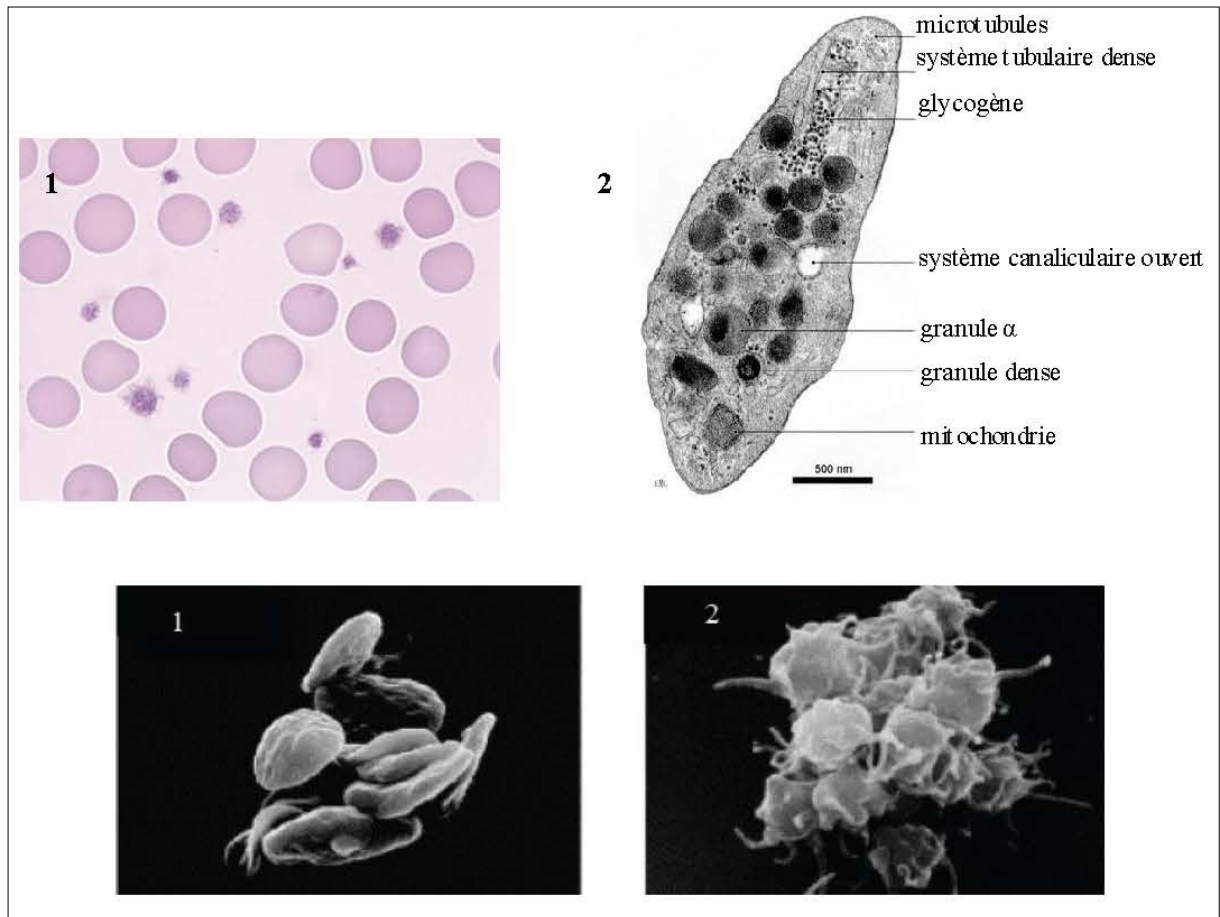 1
2
microtubules
système tubulaire dense
glycogène
système canaliculaire ouvert
granule α
granule dense
mitochondrie
500 nm
1
2